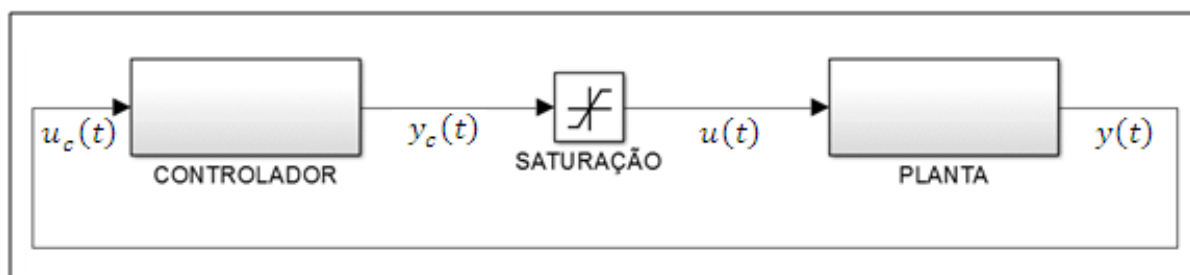 u_c(t)
CONTROLADOR
y_c(t)
SATURAÇÃO
u(t)
PLANTA
y(t)